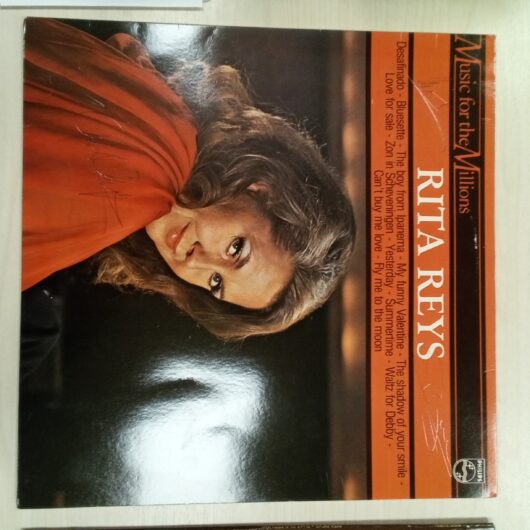 Music for the Millions
RITA REYS
Desafinado - Bluesette - The boy from Ipanema - My funny Valentine - The shadow of your smile -
Love for sale - Zon in Scheveningen - Yesterday - Summertime - Waltz for Debby -
Can't buy me love - Fly me to the moon
PHILIPS